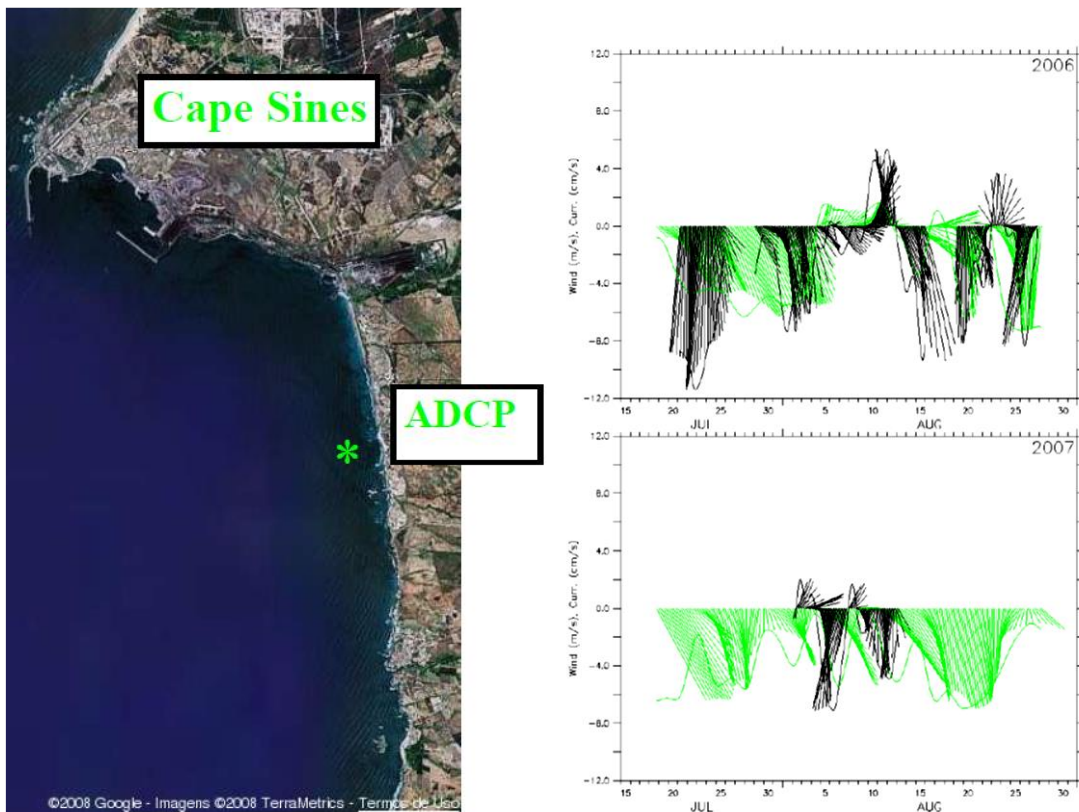 Cape Sines
ADCP
©2008 Google - Imagens ©2008 TerraMetrics - Termos de Uso
2006
12.0
8.0
4.0
0.0
-4.0
-8.0
-12.0
Wind (m/s), Curr. (cm/s)
15 20 25 30 5 10 15 20 25 30
JUL AUG
2007
12.0
8.0
4.0
0.0
-4.0
-8.0
-12.0
Wind (m/s), Curr. (cm/s)
15 20 25 30 5 10 15 20 25 30
JUL AUG